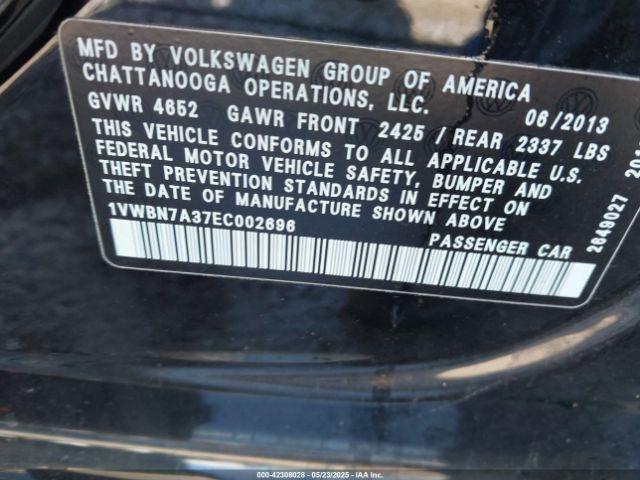 MFD BY VOLKSWAGEN GROUP OF AMERICA
CHATTANOOGA OPERATIONS, LLC.
06/2013
GVWR 4652 GAWR FRONT 2425 / REAR 2337 LBS
THIS VEHICLE CONFORMS TO ALL APPLICABLE U.S.
FEDERAL MOTOR VEHICLE SAFETY, BUMPER AND
THEFT PREVENTION STANDARDS IN EFFECT ON
THE DATE OF MANUFACTURE SHOWN ABOVE
1VWBN7A37EC002696
PASSENGER CAR
2649027
000-42308028 - 05/23/2025 - IAA Inc.